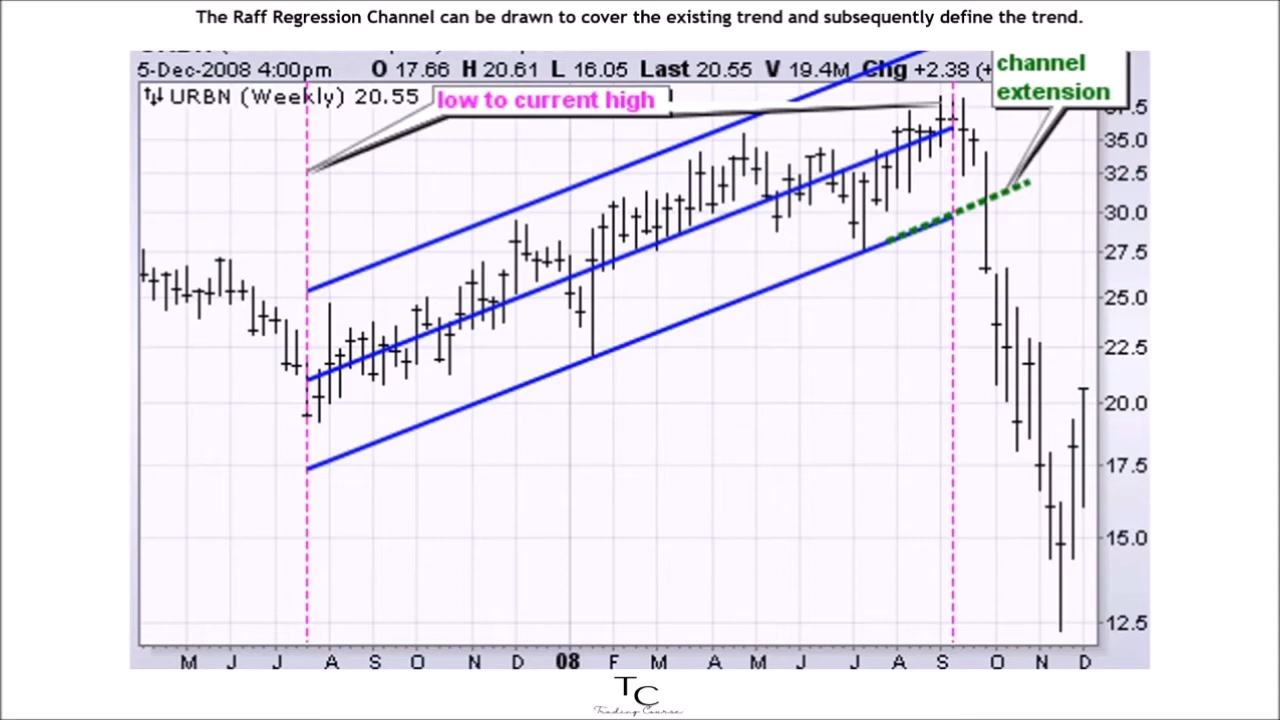 The Raff Regression Channel can be drawn to cover the existing trend and subsequently define the trend.
5-Dec-2008 4:00pm O 17.66 H 20.61 L 16.05 Last 20.55 V 19.4M Chg +2.38 (+
URBN (Weekly) 20.55
low to current high
channel
extension
35.0
32.5
30.0
27.5
25.0
22.5
20.0
17.5
15.0
12.5
M J J A S O N D 08 F M A M J J A S O N D
TC
Trading Course